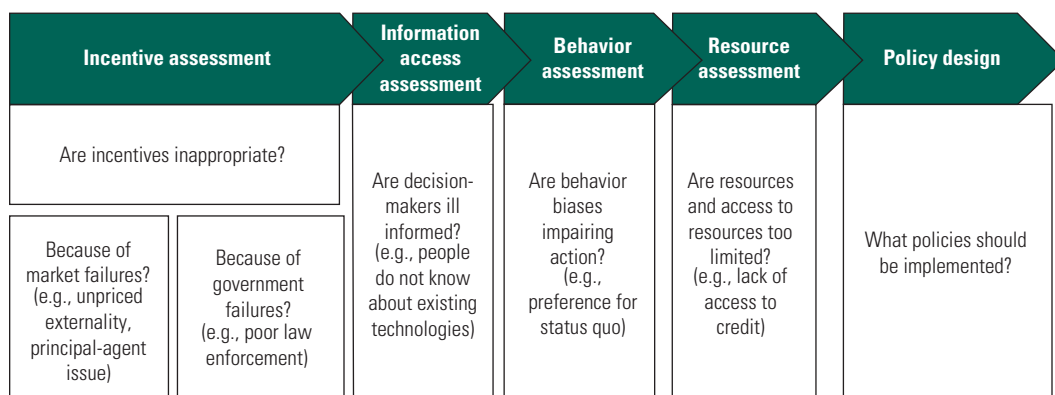 Incentive assessment
Information
access
assessment
Behavior
assessment
Resource
assessment
Policy design
Are incentives inappropriate?
Because of
market failures?
(e.g., unpriced
externality,
principal-agent
issue)
Because of
government
failures?
(e.g., poor law
enforcement)
Are decision-
makers ill
informed?
(e.g., people
do not know
about existing
technologies)
Are behavior
biases
impairing
action?
(e.g.,
preference for
status quo)
Are resources
and access to
resources too
limited?
(e.g., lack of
access to
credit)
What policies should
be implemented?